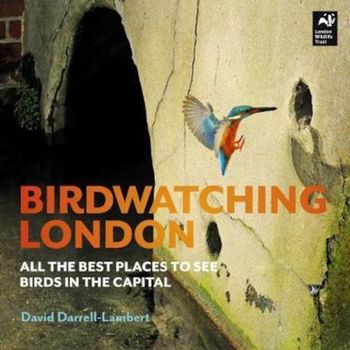 London
Wildlife
Trust
BIRDWATCHING
LONDON
ALL THE BEST PLACES TO SEE
BIRDS IN THE CAPITAL
David Darrell-Lambert